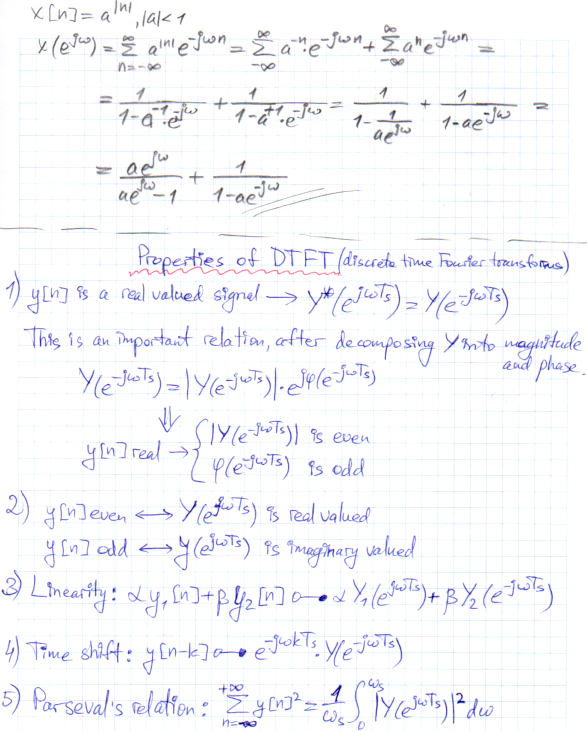 x[n] = a^|n|, |a|<1
X(e^jω) = ∑_{n=-∞}^{∞} a^|n| e^-jωn = ∑_{-∞}^{∞} a^-n · e^-jωn + ∑_{-∞}^{∞} a^n e^-jωn =
= 1/(1-a^-1·e^-jω) + 1/(1-a^+1·e^-jω) = 1/(1-1/(ae^jω)) + 1/(1-ae^-jω) =
= ae^jω/(ae^jω-1) + 1/(1-ae^-jω)
Properties of DTFT (discrete time Fourier transforms)
1) y[n] is a real valued signal → Y*(e^jωTs) = Y(e^-jωTs)
This is an important relation, after decomposing Y into magnitude
and phase.
Y(e^-jωTs) = |Y(e^-jωTs)| · e^jφ(e^-jωTs)
⇓
y[n] real → { |Y(e^-jωTs)| is even
φ(e^-jωTs) is odd
2) y[n] even ↔ Y(e^jωTs) is real valued
y[n] odd ↔ Y(e^jωTs) is imaginary valued
3) Linearity: αy₁[n] + βy₂[n] o—• αY₁(e^jωTs) + βY₂(e^-jωTs)
4) Time shift: y[n-k] o—• e^-jωkTs · Y(e^-jωTs)
5) Parseval's relation: ∑_{n=-∞}^{+∞} y[n]² = 1/ωs ∫_0^ωs |Y(e^jωTs)|² dω